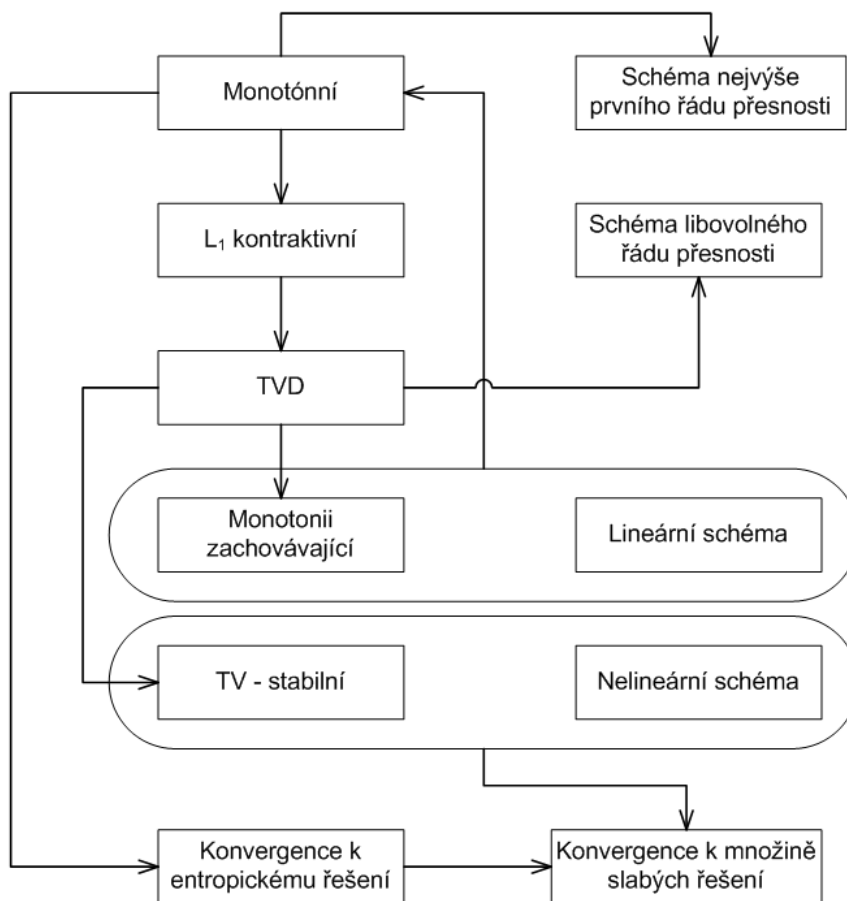 Monotónní
Schéma nejvýše
prvního řádu přesnosti
L₁ kontraktivní
Schéma libovolného
řádu přesnosti
TVD
Monotonii
zachovávající
Lineární schéma
TV - stabilní
Nelineární schéma
Konvergence k
entropickému řešení
Konvergence k množině
slabých řešení